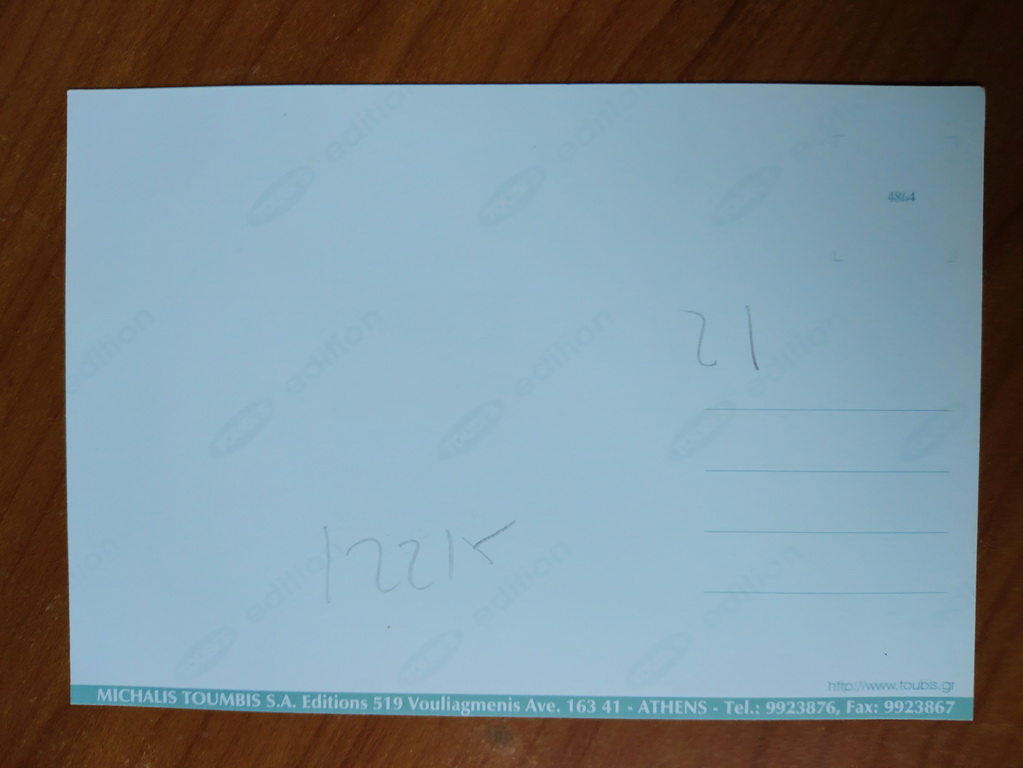 4864
21
122K
http://www.toubis.gr
MICHALIS TOUMBIS S.A. Editions 519 Vouliagmenis Ave. 163 41 - ATHENS - Tel.: 9923876, Fax: 9923867